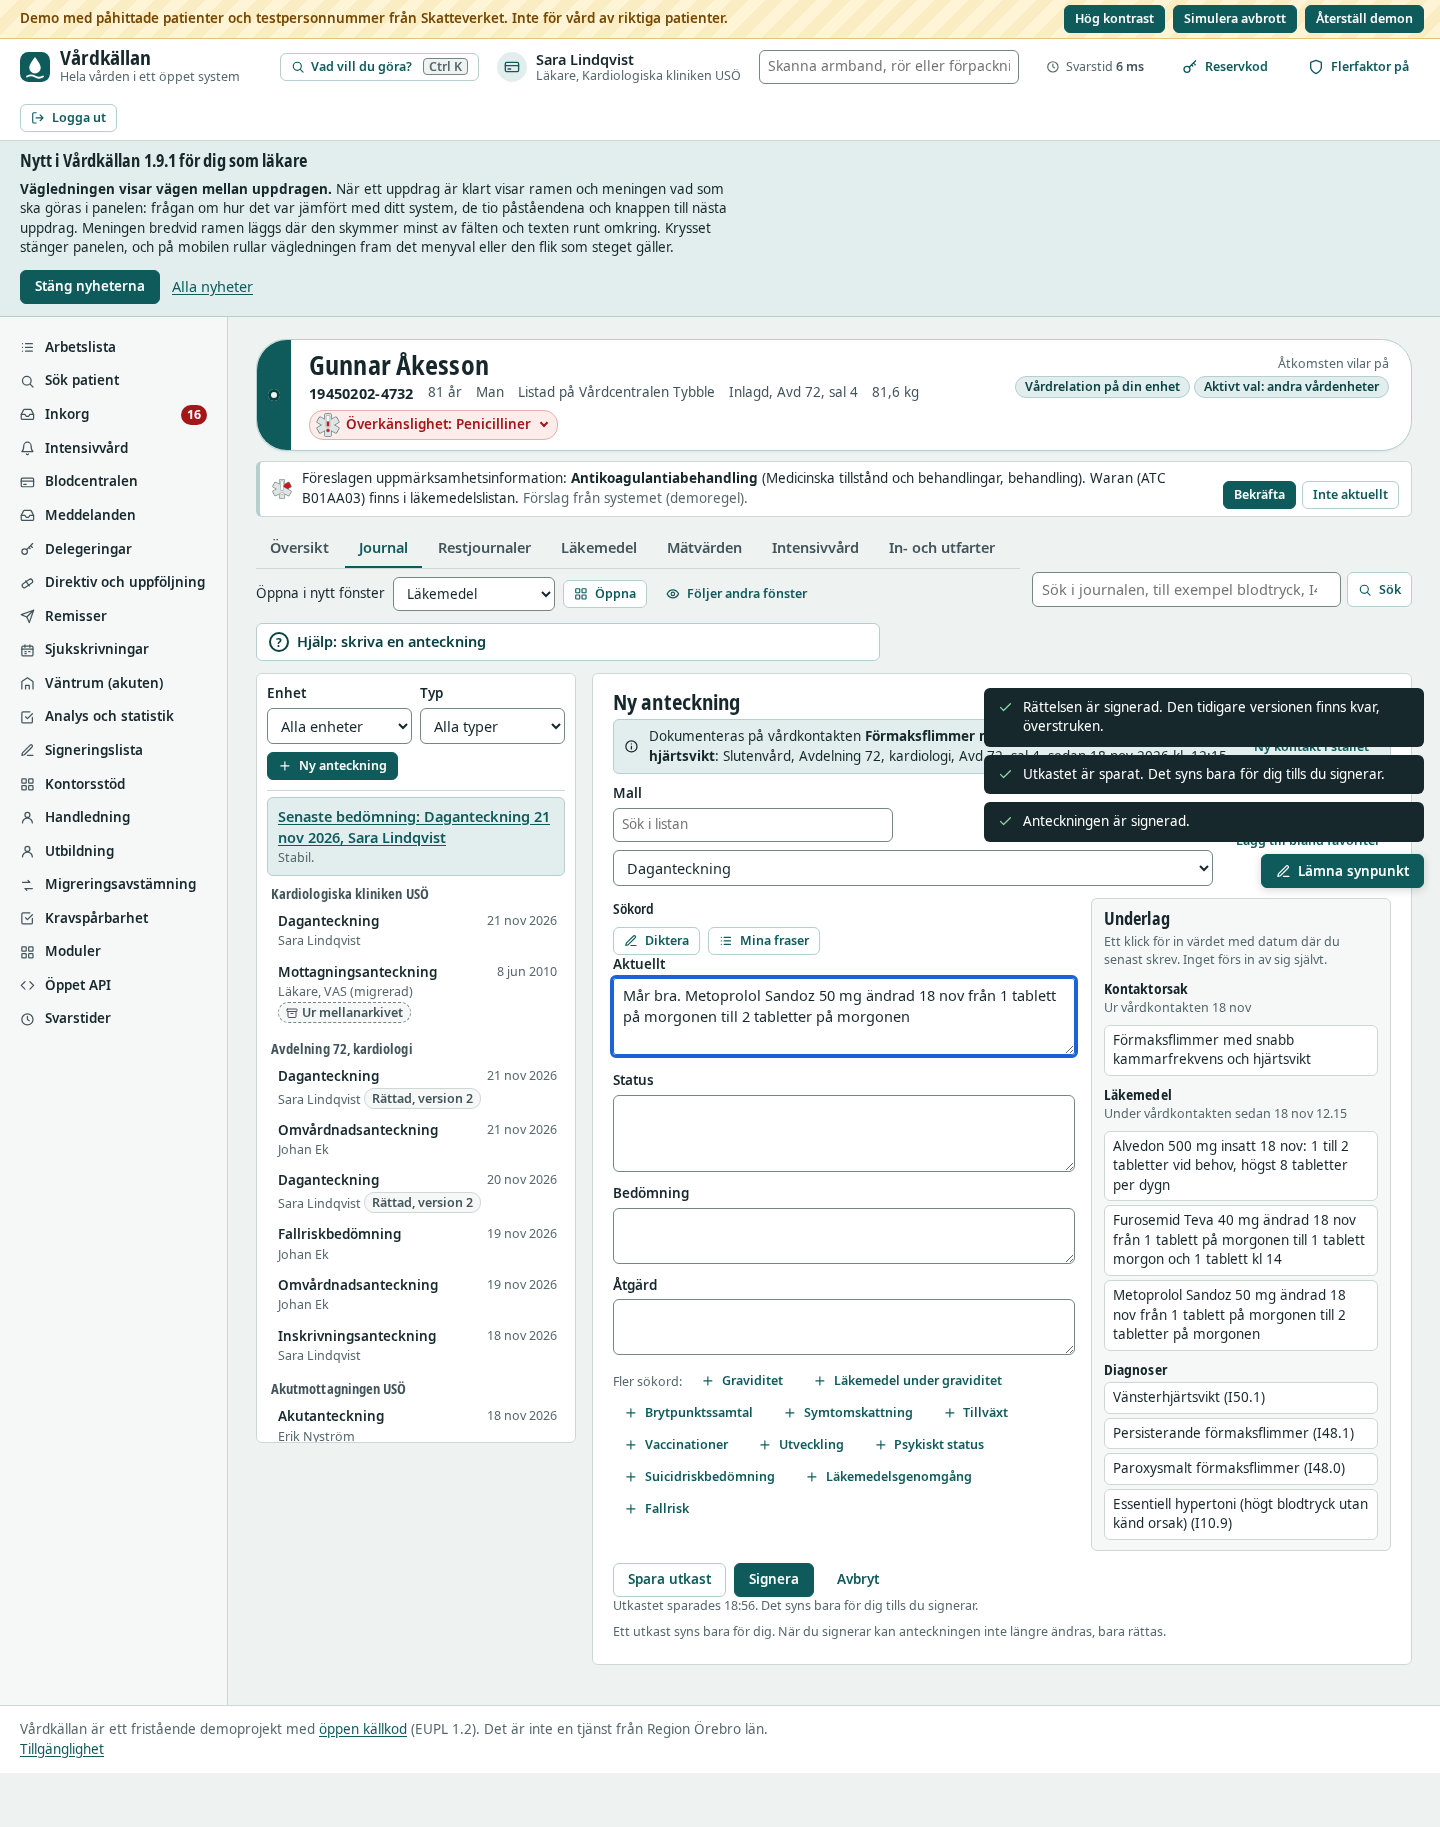 Demo med påhittade patienter och testpersonnummer från Skatteverket. Inte för vård av riktiga patienter.
Hög kontrast
Simulera avbrott
Återställ demon
Vårdkällan
Hela vården i ett öppet system
Vad vill du göra? Ctrl K
Sara Lindqvist
Läkare, Kardiologiska kliniken USÖ
Skanna armband, rör eller förpackni
Svarstid 6 ms
Reservkod
Flerfaktor på
Logga ut
Nytt i Vårdkällan 1.9.1 för dig som läkare
Vägledningen visar vägen mellan uppdragen. När ett uppdrag är klart visar ramen och meningen vad som
ska göras i panelen: frågan om hur det var jämfört med ditt system, de tio påståendena och knappen till nästa
uppdrag. Meningen bredvid ramen läggs där den skymmer minst av fälten och texten runt omkring. Krysset
stänger panelen, och på mobilen rullar vägledningen fram det menyval eller den flik som steget gäller.
Stäng nyheterna
Alla nyheter
Arbetslista
Sök patient
Inkorg 16
Intensivvård
Blodcentralen
Meddelanden
Delegeringar
Direktiv och uppföljning
Remisser
Sjukskrivningar
Väntrum (akuten)
Analys och statistik
Signeringslista
Kontorsstöd
Handledning
Utbildning
Migreringsavstämning
Kravspårbarhet
Moduler
Öppet API
Svarstider
Gunnar Åkesson
19450202-4732 81 år Man Listad på Vårdcentralen Tybble Inlagd, Avd 72, sal 4 81,6 kg
Överkänslighet: Penicilliner
Åtkomsten vilar på
Vårdrelation på din enhet
Aktivt val: andra vårdenheter
Föreslagen uppmärksamhetsinformation: Antikoagulantiabehandling (Medicinska tillstånd och behandlingar, behandling). Waran (ATC
B01AA03) finns i läkemedelslistan. Förslag från systemet (demoregel).
Bekräfta
Inte aktuellt
Översikt
Journal
Restjournaler
Läkemedel
Mätvärden
Intensivvård
In- och utfarter
Öppna i nytt fönster
Läkemedel
Öppna
Följer andra fönster
Sök i journalen, till exempel blodtryck, I4
Sök
Hjälp: skriva en anteckning
Enhet
Typ
Alla enheter
Alla typer
Ny anteckning
Senaste bedömning: Daganteckning 21
nov 2026, Sara Lindqvist
Stabil.
Kardiologiska kliniken USÖ
Daganteckning 21 nov 2026
Sara Lindqvist
Mottagningsanteckning 8 jun 2010
Läkare, VAS (migrerad)
Ur mellanarkivet
Avdelning 72, kardiologi
Daganteckning 21 nov 2026
Sara Lindqvist Rättad, version 2
Omvårdnadsanteckning 21 nov 2026
Johan Ek
Daganteckning 20 nov 2026
Sara Lindqvist Rättad, version 2
Fallriskbedömning 19 nov 2026
Johan Ek
Omvårdnadsanteckning 19 nov 2026
Johan Ek
Inskrivningsanteckning 18 nov 2026
Sara Lindqvist
Akutmottagningen USÖ
Akutanteckning 18 nov 2026
Erik Nyström
Ny anteckning
Dokumenteras på vårdkontakten Förmaksflimmer
hjärtsvikt: Slutenvård, Avdelning 72, kardiologi, Avd 72, sal 4, sedan 18 nov 2026 kl. 12:15
Ny kontakt i stället
Rättelsen är signerad. Den tidigare versionen finns kvar,
överstruken.
Utkastet är sparat. Det syns bara för dig tills du signerar.
Anteckningen är signerad.
Lägg till bland favoriter
Lämna synpunkt
Mall
Sök i listan
Daganteckning
Sökord
Diktera
Mina fraser
Aktuellt
Mår bra. Metoprolol Sandoz 50 mg ändrad 18 nov från 1 tablett
på morgonen till 2 tabletter på morgonen
Status
Bedömning
Åtgärd
Fler sökord:
Graviditet
Läkemedel under graviditet
Brytpunktssamtal
Symtomskattning
Tillväxt
Vaccinationer
Utveckling
Psykiskt status
Suicidriskbedömning
Läkemedelsgenomgång
Fallrisk
Underlag
Ett klick för in värdet med datum där du
senast skrev. Inget förs in av sig självt.
Kontaktorsak
Ur vårdkontakten 18 nov
Förmaksflimmer med snabb
kammarfrekvens och hjärtsvikt
Läkemedel
Under vårdkontakten sedan 18 nov 12.15
Alvedon 500 mg insatt 18 nov: 1 till 2
tabletter vid behov, högst 8 tabletter
per dygn
Furosemid Teva 40 mg ändrad 18 nov
från 1 tablett på morgonen till 1 tablett
morgon och 1 tablett kl 14
Metoprolol Sandoz 50 mg ändrad 18
nov från 1 tablett på morgonen till 2
tabletter på morgonen
Diagnoser
Vänsterhjärtsvikt (I50.1)
Persisterande förmaksflimmer (I48.1)
Paroxysmalt förmaksflimmer (I48.0)
Essentiell hypertoni (högt blodtryck utan
känd orsak) (I10.9)
Spara utkast
Signera
Avbryt
Utkastet sparades 18:56. Det syns bara för dig tills du signerar.
Ett utkast syns bara för dig. När du signerar kan anteckningen inte längre ändras, bara rättas.
Vårdkällan är ett fristående demoprojekt med öppen källkod (EUPL 1.2). Det är inte en tjänst från Region Örebro län.
Tillgänglighet